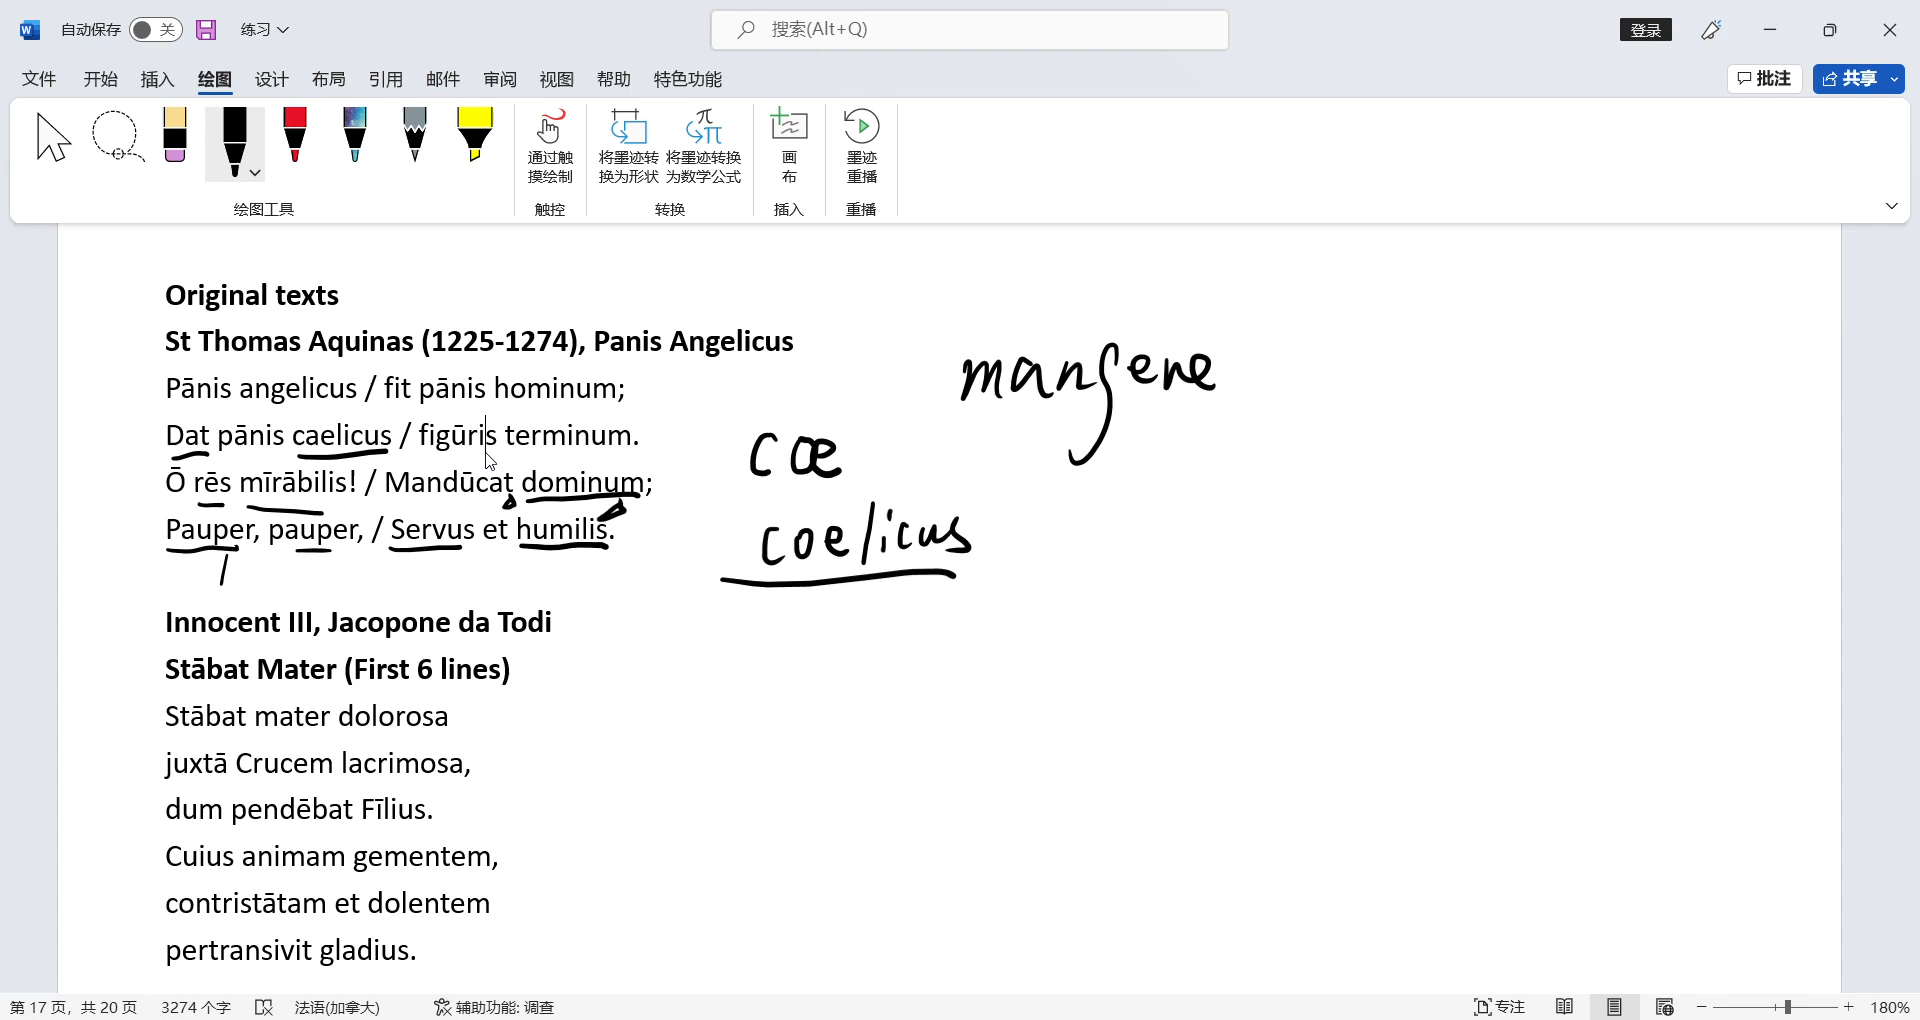 自动保存 关 练习 搜索(Alt+Q) 登录
文件 开始 插入 绘图 设计 布局 引用 邮件 审阅 视图 帮助 特色功能 批注 共享
通过触摸绘制 将墨迹转换为形状 将墨迹转换为数学公式 画布 墨迹重播
绘图工具 触控 转换 插入 重播
Original texts
St Thomas Aquinas (1225-1274), Panis Angelicus
Pānis angelicus / fit pānis hominum;
Dat pānis caelicus / figūris terminum.
Ō rēs mīrābilis! / Mandūcat dominum;
Pauper, pauper, / Servus et humilis.
coe
coelicus
Innocent III, Jacopone da Todi
Stābat Mater (First 6 lines)
Stābat mater dolorosa
juxtā Crucem lacrimosa,
dum pendēbat Fīlius.
Cuius animam gementem,
contristātam et dolentem
pertransivit gladius.
第 17 页，共 20 页 3274 个字 法语(加拿大) 辅助功能: 调查 专注 180%